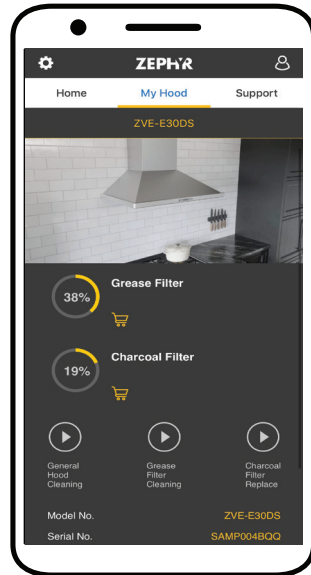 ZEPHYR
Home My Hood Support
ZVE-E30DS
38%
Grease Filter
19%
Charcoal Filter
General
Hood
Cleaning
Grease
Filter
Cleaning
Charcoal
Filter
Replace
Model No. ZVE-E30DS
Serial No. SAMP004BQQ